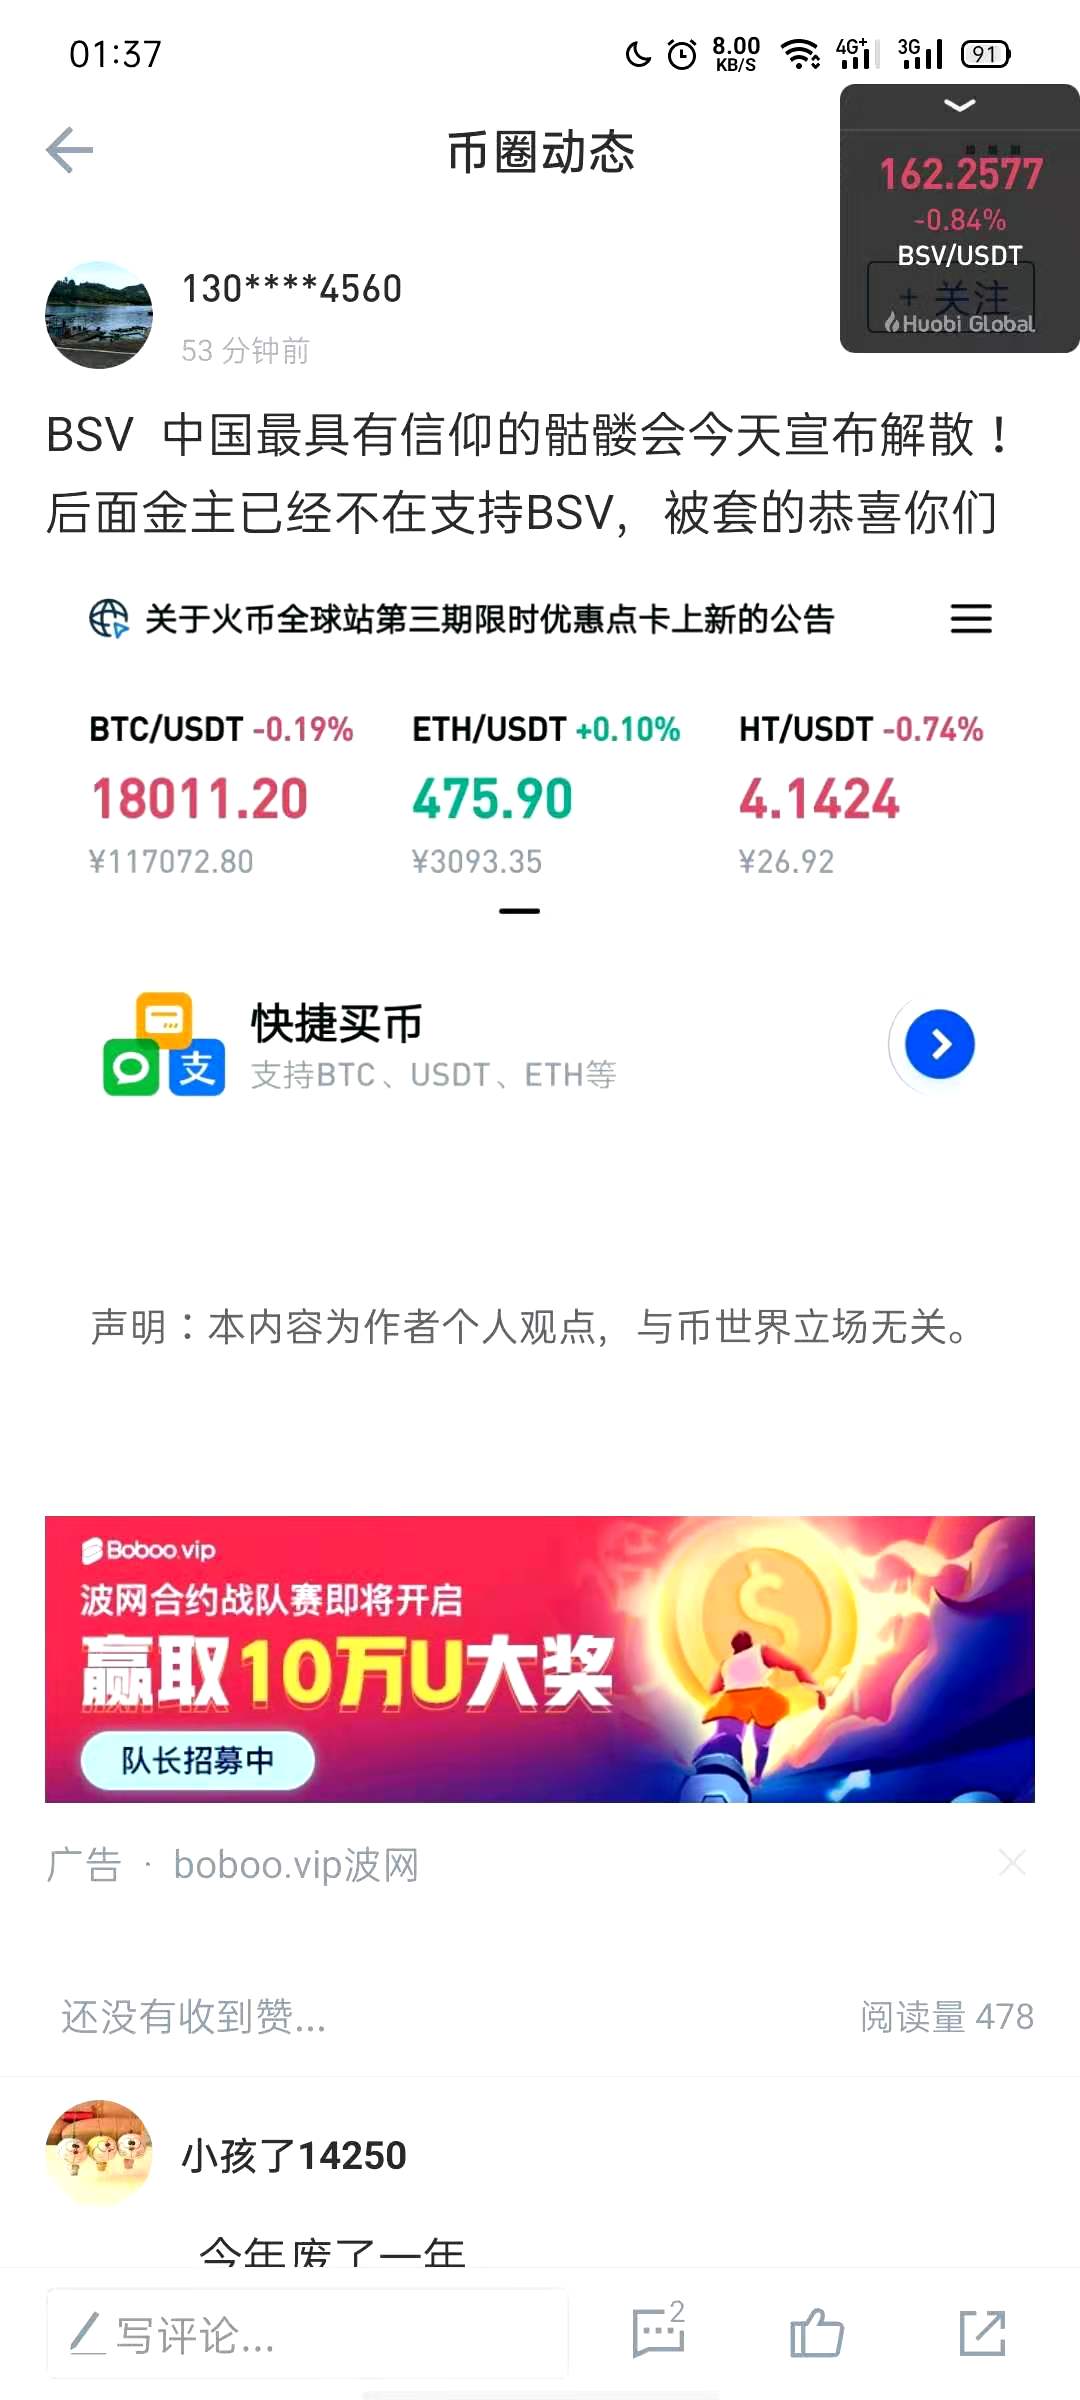 01:37
8.00
KB/S
4G+
3G
91
币圈动态
162.2577
-0.84%
BSV/USDT
+ 关注
Huobi Global
130****4560
53 分钟前
BSV 中国最具有信仰的骷髅会今天宣布解散！
后面金主已经不在支持BSV，被套的恭喜你们
关于火币全球站第三期限时优惠点卡上新的公告
BTC/USDT -0.19%
18011.20
¥117072.80
ETH/USDT +0.10%
475.90
¥3093.35
HT/USDT -0.74%
4.1424
¥26.92
快捷买币
支
支持BTC、USDT、ETH等
声明：本内容为作者个人观点，与币世界立场无关。
Boboo.vip
波网合约战队赛即将开启
赢取10万U大奖
队长招募中
广告 · boboo.vip波网
还没有收到赞...
阅读量 478
小孩了14250
今年废了一年
写评论...
2